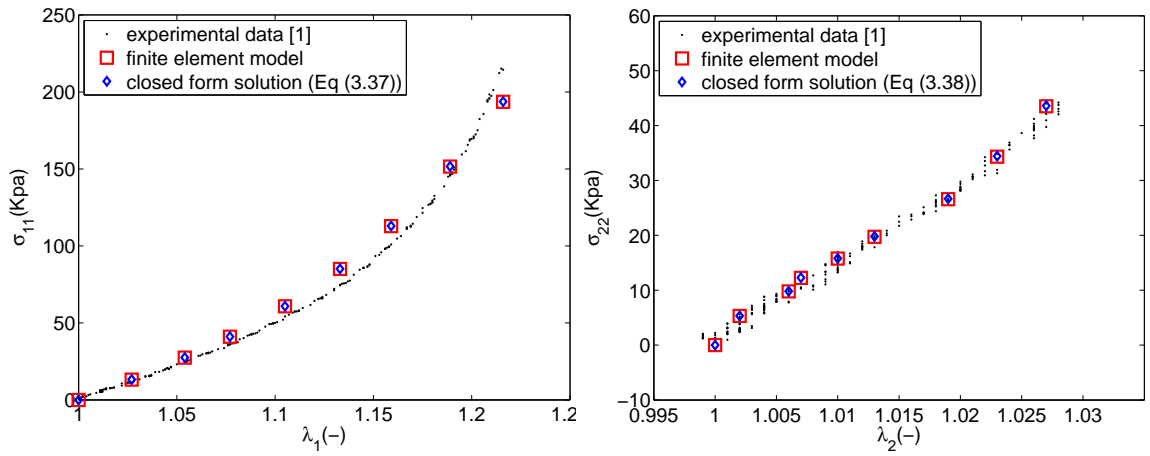 250
200
150
100
50
0
σ11(Kpa)
experimental data [1]
finite element model
closed form solution (Eq (3.37))
1 1.05 1.1 1.15 1.2 1.2
λ1(−)
60
50
40
30
20
10
0
−10
σ22(Kpa)
experimental data [1]
finite element model
closed form solution (Eq (3.38))
0.995 1 1.005 1.01 1.015 1.02 1.025 1.03
λ2(−)